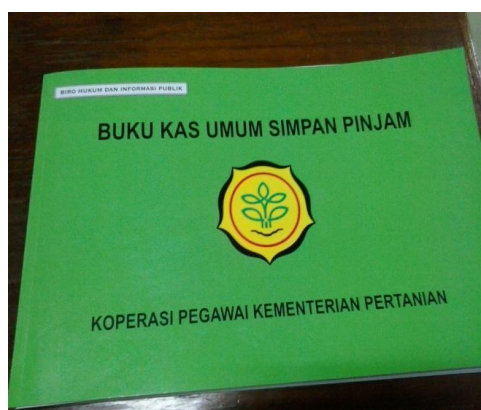 BIRO HUKUM DAN INFORMASI PUBLIK
BUKU KAS UMUM SIMPAN PINJAM
KOPERASI PEGAWAI KEMENTERIAN PERTANIAN